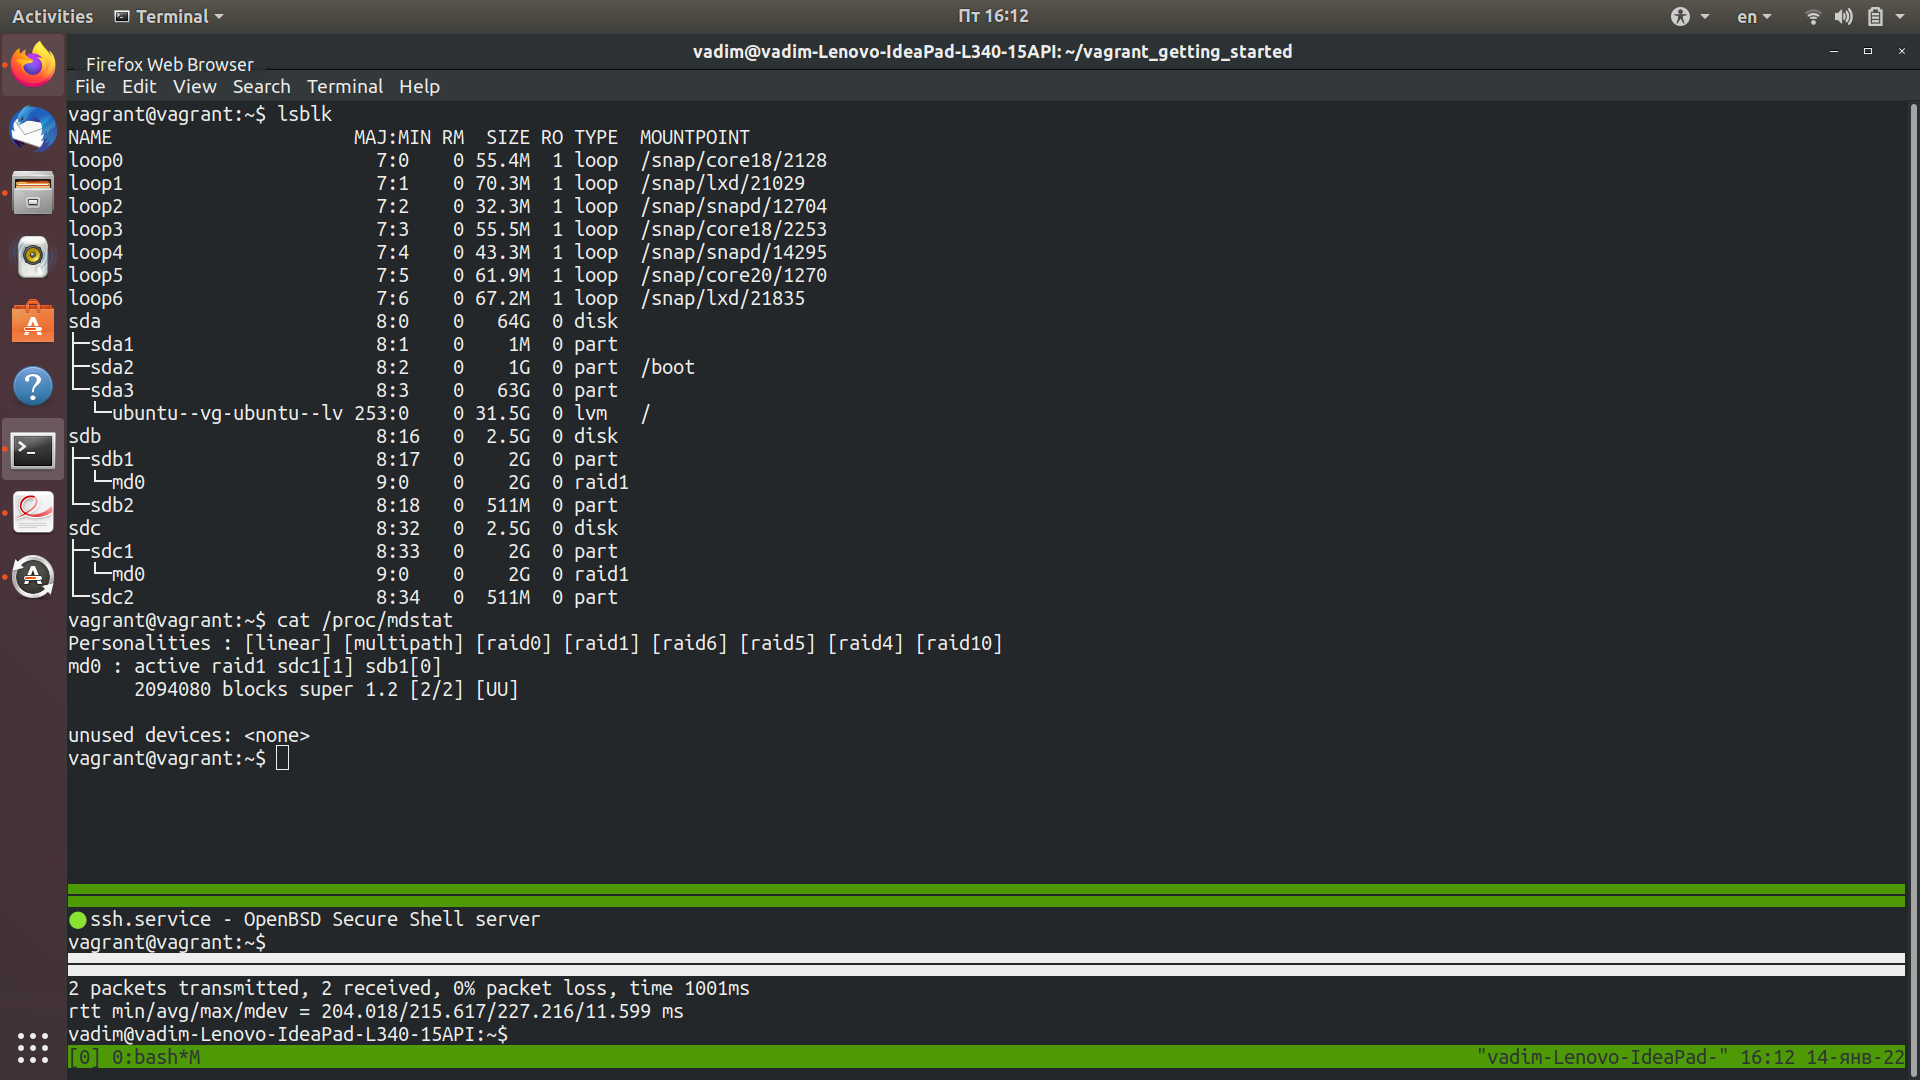 Activities Terminal Пт 16:12 en
vadim@vadim-Lenovo-IdeaPad-L340-15API: ~/vagrant_getting_started
Firefox Web Browser
File Edit View Search Terminal Help
vagrant@vagrant:~$ lsblk
NAME                      MAJ:MIN RM  SIZE RO TYPE  MOUNTPOINT
loop0                       7:0    0 55.4M  1 loop  /snap/core18/2128
loop1                       7:1    0 70.3M  1 loop  /snap/lxd/21029
loop2                       7:2    0 32.3M  1 loop  /snap/snapd/12704
loop3                       7:3    0 55.5M  1 loop  /snap/core18/2253
loop4                       7:4    0 43.3M  1 loop  /snap/snapd/14295
loop5                       7:5    0 61.9M  1 loop  /snap/core20/1270
loop6                       7:6    0 67.2M  1 loop  /snap/lxd/21835
sda                         8:0    0   64G  0 disk
├─sda1                      8:1    0    1M  0 part
├─sda2                      8:2    0    1G  0 part  /boot
└─sda3                      8:3    0   63G  0 part
  └─ubuntu--vg-ubuntu--lv 253:0    0 31.5G  0 lvm   /
sdb                         8:16   0  2.5G  0 disk
├─sdb1                      8:17   0    2G  0 part
│ └─md0                     9:0    0    2G  0 raid1
└─sdb2                      8:18   0  511M  0 part
sdc                         8:32   0  2.5G  0 disk
├─sdc1                      8:33   0    2G  0 part
│ └─md0                     9:0    0    2G  0 raid1
└─sdc2                      8:34   0  511M  0 part
vagrant@vagrant:~$ cat /proc/mdstat
Personalities : [linear] [multipath] [raid0] [raid1] [raid6] [raid5] [raid4] [raid10]
md0 : active raid1 sdc1[1] sdb1[0]
      2094080 blocks super 1.2 [2/2] [UU]
unused devices: <none>
vagrant@vagrant:~$
●ssh.service - OpenBSD Secure Shell server
vagrant@vagrant:~$
2 packets transmitted, 2 received, 0% packet loss, time 1001ms
rtt min/avg/max/mdev = 204.018/215.617/227.216/11.599 ms
vadim@vadim-Lenovo-IdeaPad-L340-15API:~$
[0] 0:bash*M "vadim-Lenovo-IdeaPad-" 16:12 14-янв-22